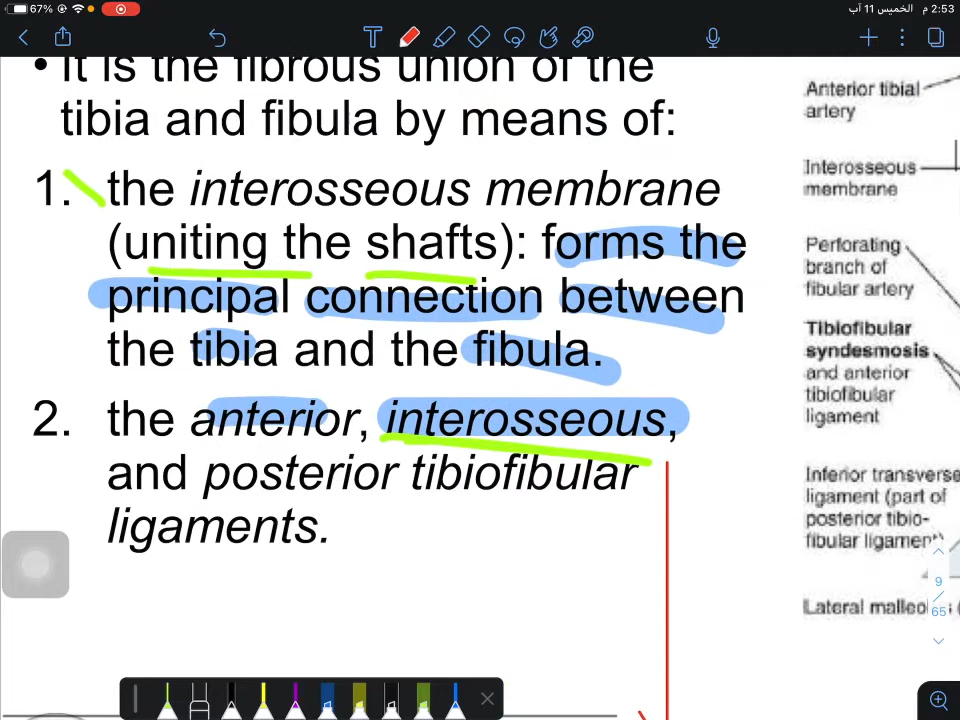 67%
2:53 م الخميس 11 آب
• It is the fibrous union of the
tibia and fibula by means of:
1. the interosseous membrane
(uniting the shafts): forms the
principal connection between
the tibia and the fibula.
2. the anterior, interosseous,
and posterior tibiofibular
ligaments.
Anterior tibial
artery
Interosseous
membrane
Perforating
branch of
fibular artery
Tibiofibular
syndesmosis
and anterior
tibiofibular
ligament
Inferior transverse
ligament (part of
posterior tibio-
fibular ligament)
Lateral
9
65